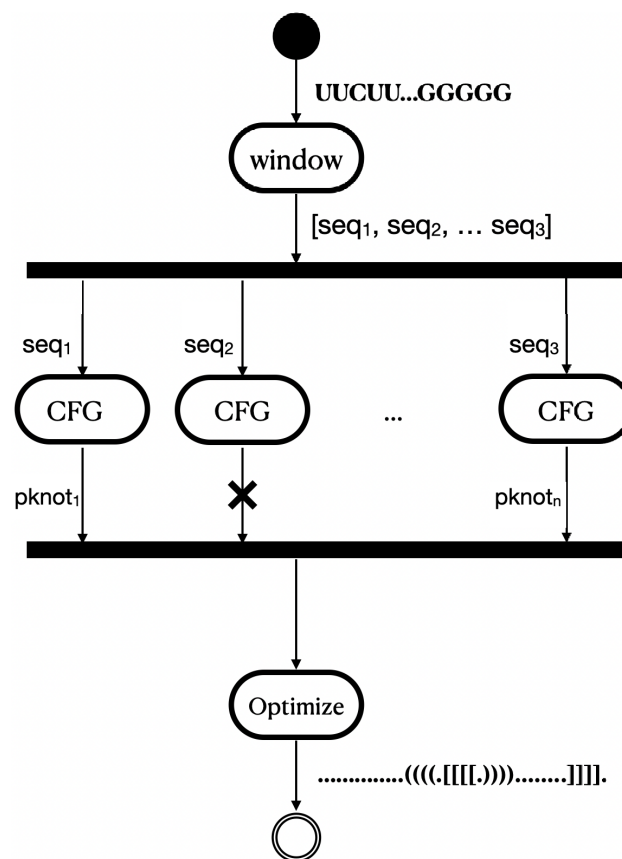 UUCUU...GGGGG
window
[seq₁, seq₂, … seq₃]
seq₁ seq₂ seq₃
CFG CFG ... CFG
pknot₁ pknotₙ
Optimize
..............((((.[[[[.))))........]]]].